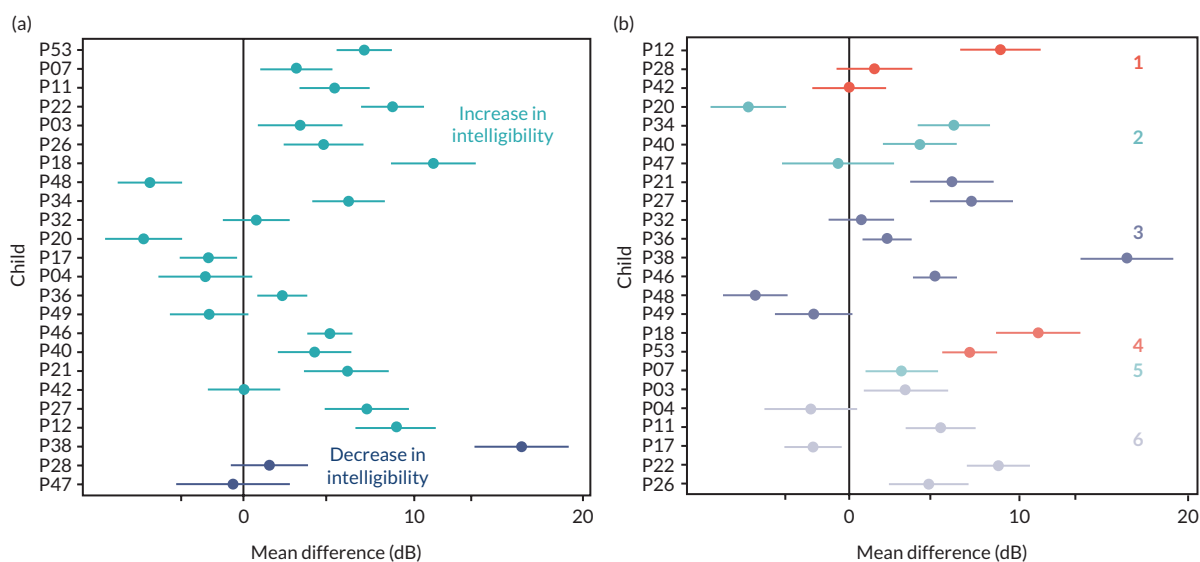 (a)
Child
P53
P07
P11
P22
P03
P26
P18
P48
P34
P32
P20
P17
P04
P36
P49
P46
P40
P21
P42
P27
P12
P38
P28
P47
Increase in
intelligibility
Decrease in
intelligibility
0
10
20
Mean difference (dB)
(b)
Child
P12
P28
P42
P20
P34
P40
P47
P21
P27
P32
P36
P38
P46
P48
P49
P18
P53
P07
P03
P04
P11
P17
P22
P26
1
2
3
4
5
6
0
10
20
Mean difference (dB)